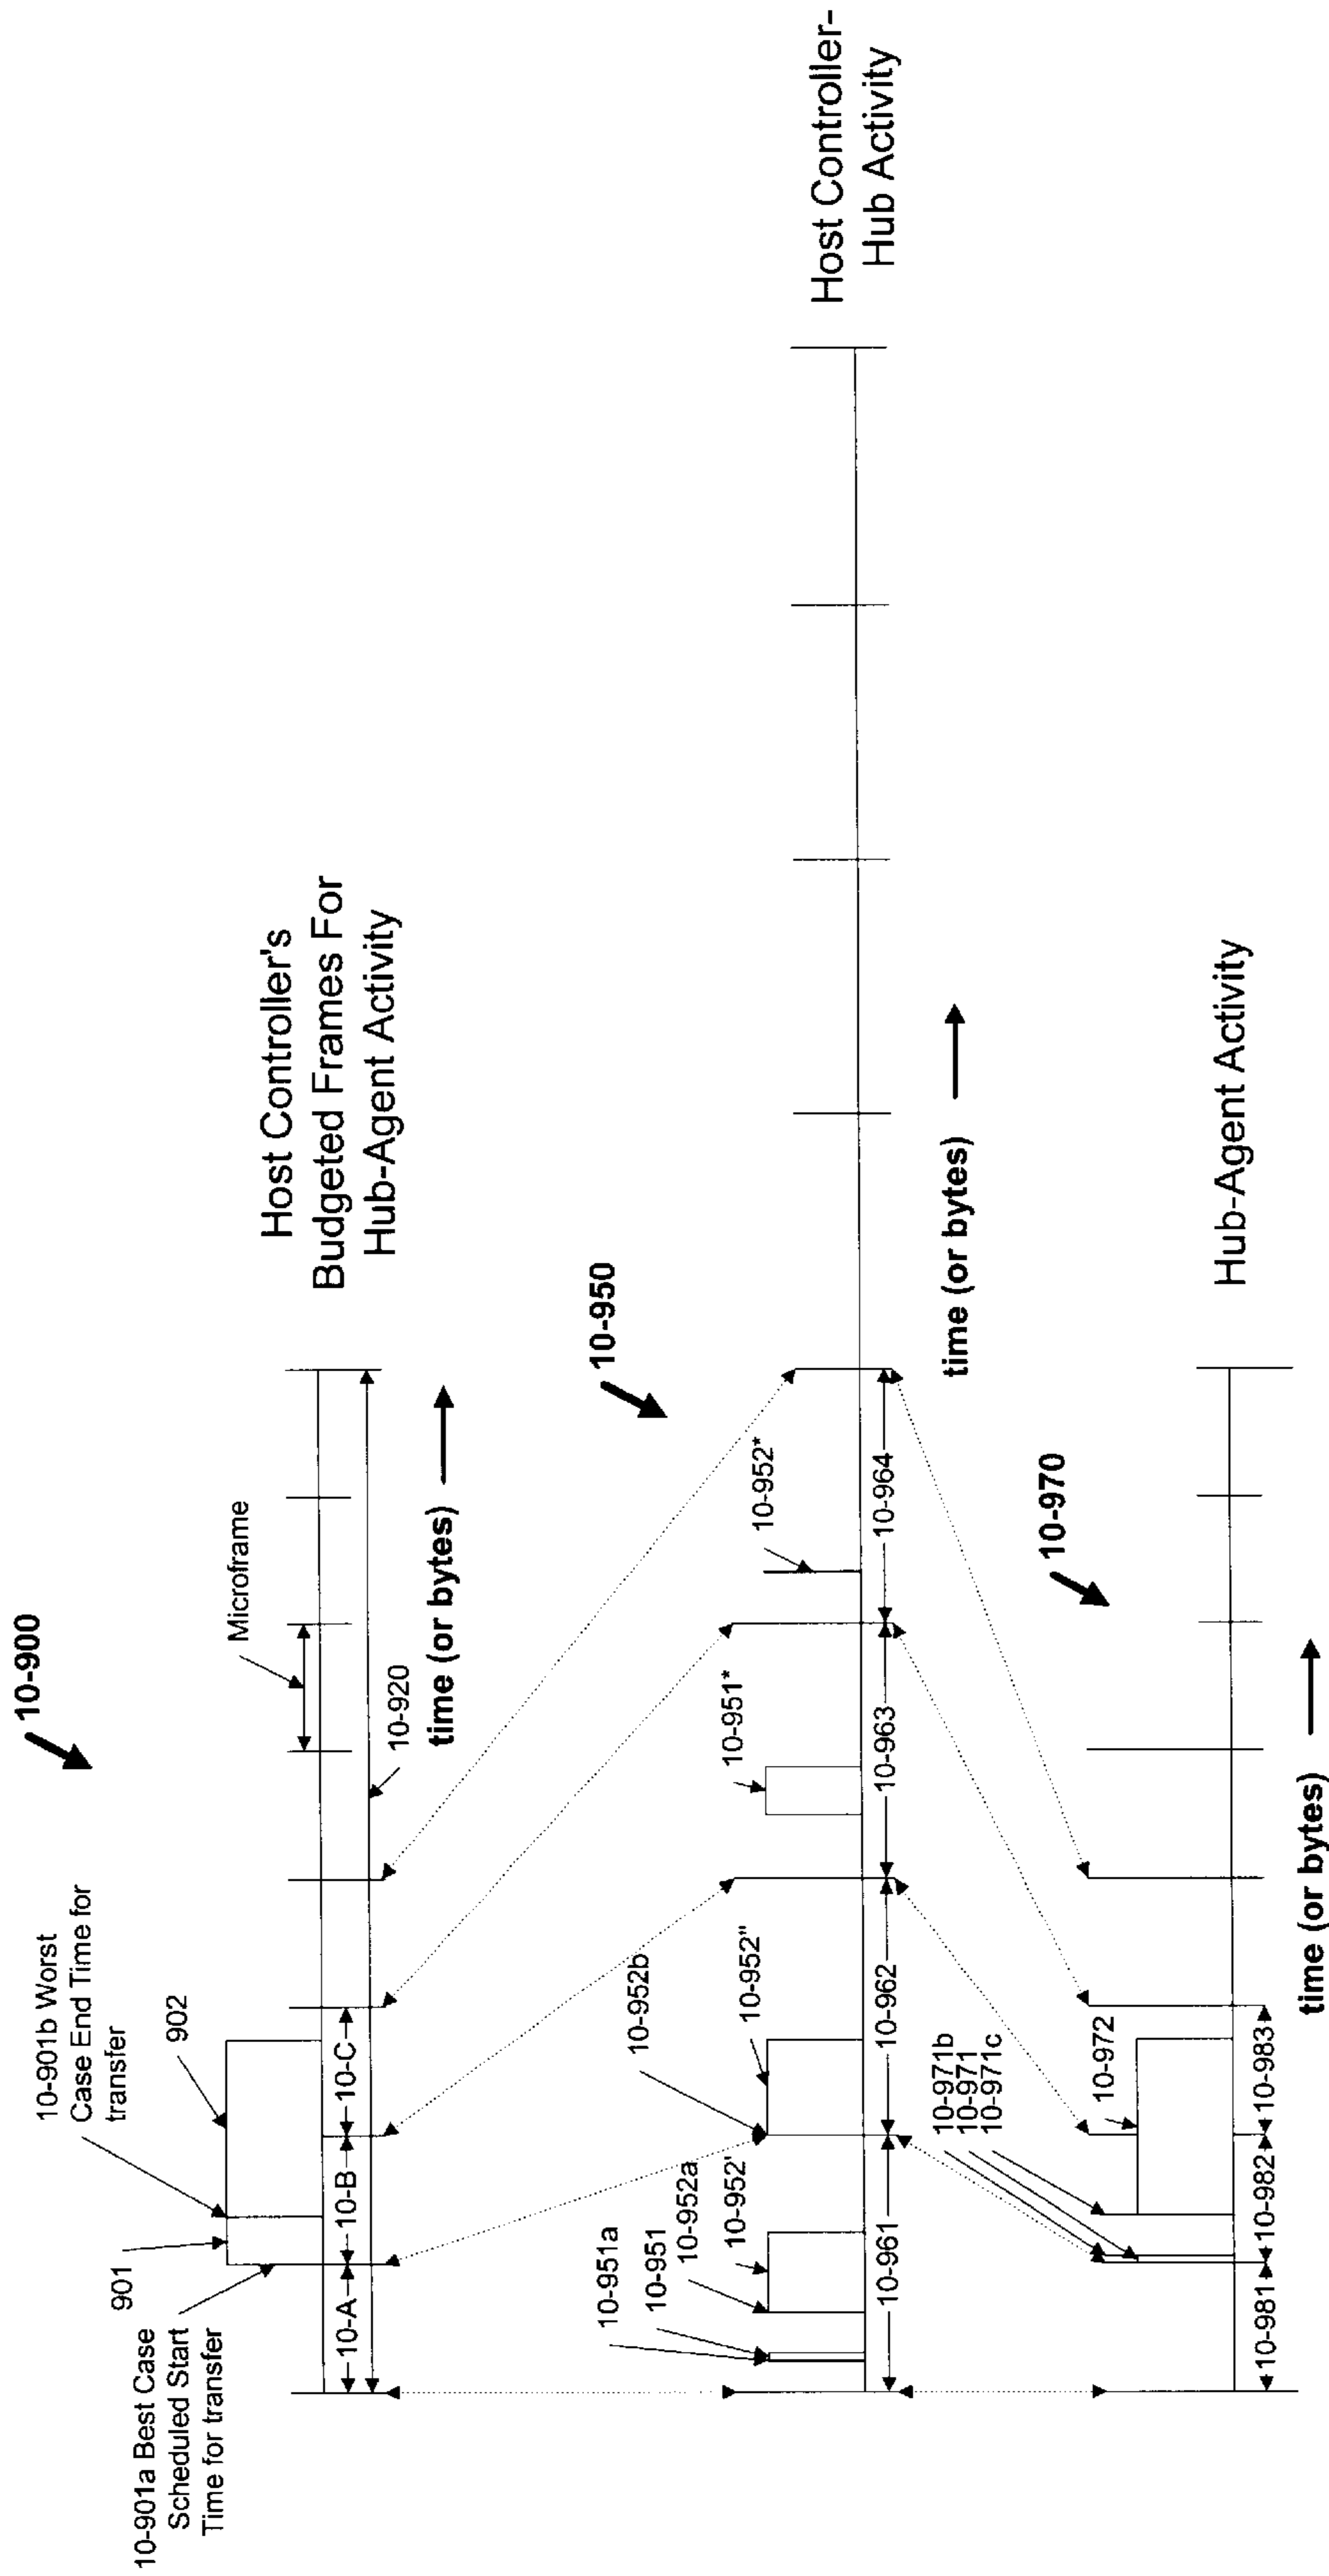 10-900
10-901a Best Case
Scheduled Start
Time for transfer
901
10-901b Worst
Case End Time for
transfer
902
Microframe
Host Controller's
Budgeted Frames For
Hub-Agent Activity
10-A
10-B
10-C
10-920
time (or bytes)
10-950
10-951a
10-951
10-952a
10-952'
10-952b
10-952"
10-951*
10-952*
Host Controller-
Hub Activity
10-961
10-962
10-963
10-964
time (or bytes)
10-970
10-971b
10-971
10-971c
10-972
Hub-Agent Activity
10-981
10-982
10-983
time (or bytes)